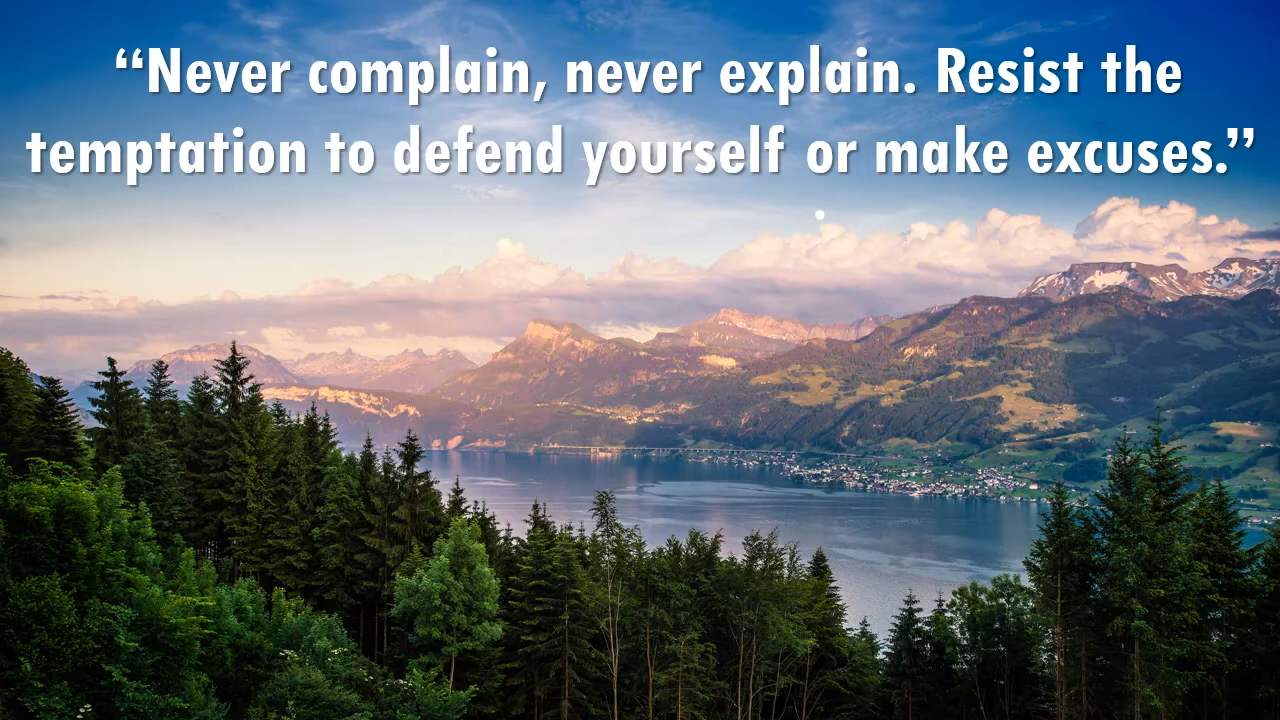 “Never complain, never explain. Resist the
temptation to defend yourself or make excuses.”